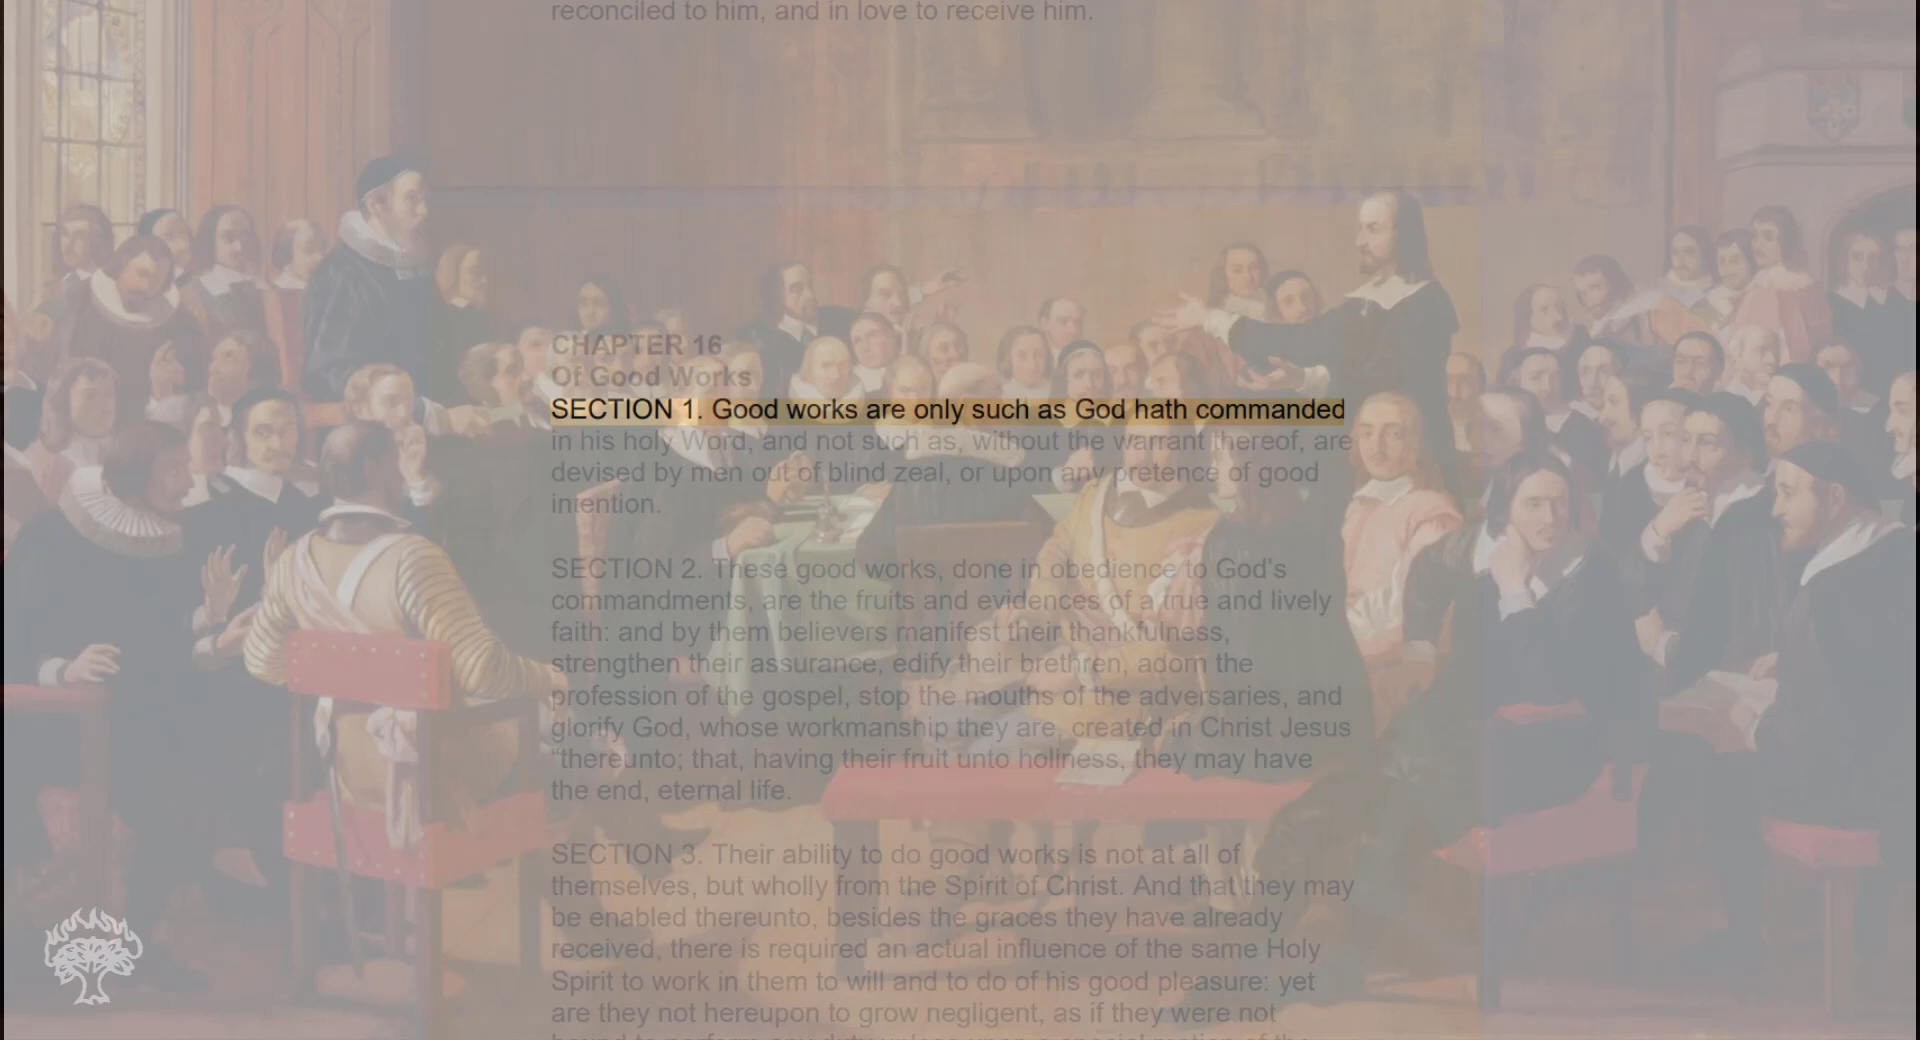 reconciled to him, and in love to receive him.
CHAPTER 16
Of Good Works
SECTION 1. Good works are only such as God hath commanded
in his holy Word, and not such as, without the warrant thereof, are
devised by men out of blind zeal, or upon any pretence of good
intention.
SECTION 2. These good works, done in obedience to God's
commandments, are the fruits and evidences of a true and lively
faith: and by them believers manifest their thankfulness,
strengthen their assurance, edify their brethren, adorn the
profession of the gospel, stop the mouths of the adversaries, and
glorify God, whose workmanship they are, created in Christ Jesus
“thereunto; that, having their fruit unto holiness, they may have
the end, eternal life.
SECTION 3. Their ability to do good works is not at all of
themselves, but wholly from the Spirit of Christ. And that they may
be enabled thereunto, besides the graces they have already
received, there is required an actual influence of the same Holy
Spirit to work in them to will and to do of his good pleasure: yet
are they not hereupon to grow negligent, as if they were not